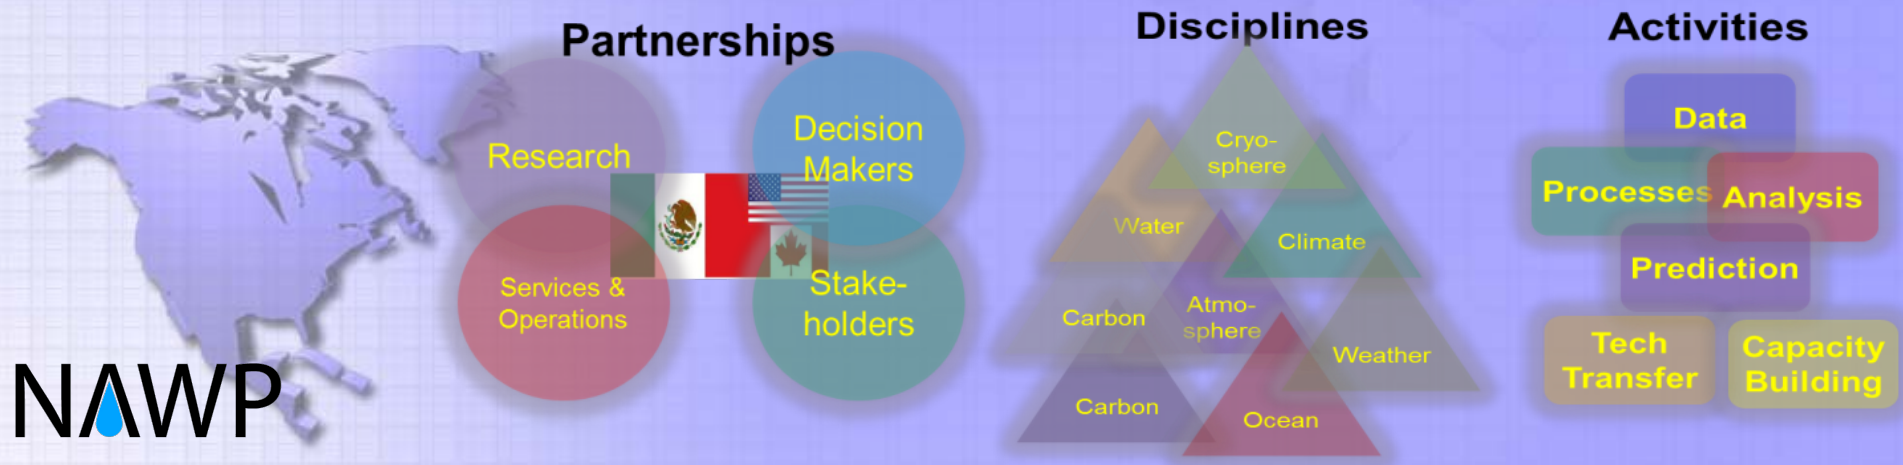 Partnerships
Research
Decision
Makers
Services &
Operations
Stake-
holders
NAWP
Disciplines
Cryo-
sphere
Water
Climate
Carbon
Atmo-
sphere
Weather
Carbon
Ocean
Activities
Data
Processes
Analysis
Prediction
Tech
Transfer
Capacity
Building